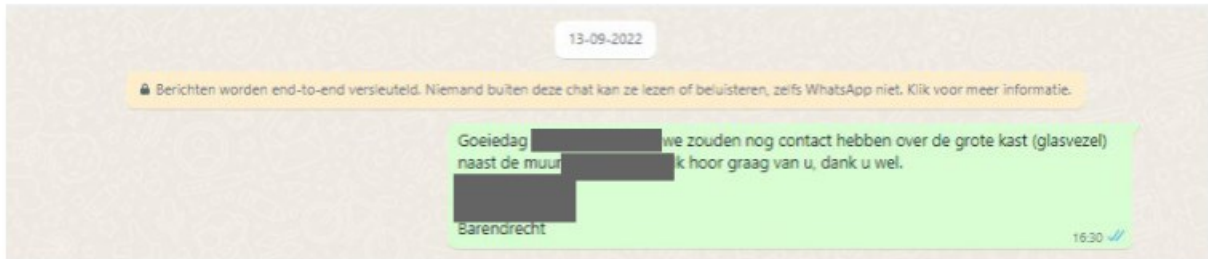 13-09-2022
Berichten worden end-to-end versleuteld. Niemand buiten deze chat kan ze lezen of beluisteren, zelfs WhatsApp niet. Klik voor meer informatie.
Goeiedag we zouden nog contact hebben over de grote kast (glasvezel)
naast de muur k hoor graag van u, dank u wel.
Barendrecht
16:30